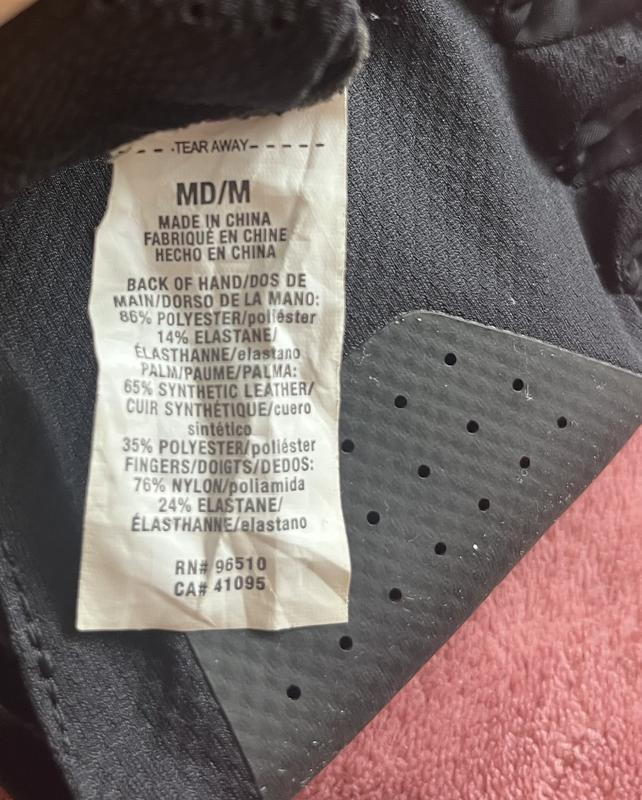 - - - -TEAR AWAY- - - - - -
MD/M
MADE IN CHINA
FABRIQUÉ EN CHINE
HECHO EN CHINA
BACK OF HAND/DOS DE
MAIN/DORSO DE LA MANO:
86% POLYESTER/poliéster
14% ELASTANE/
ÉLASTHANNE/elastano
PALM/PAUME/PALMA:
65% SYNTHETIC LEATHER/
CUIR SYNTHÉTIQUE/cuero
sintético
35% POLYESTER/poliéster
FINGERS/DOIGTS/DEDOS:
76% NYLON/poliamida
24% ELASTANE/
ÉLASTHANNE/elastano
RN# 96510
CA# 41095